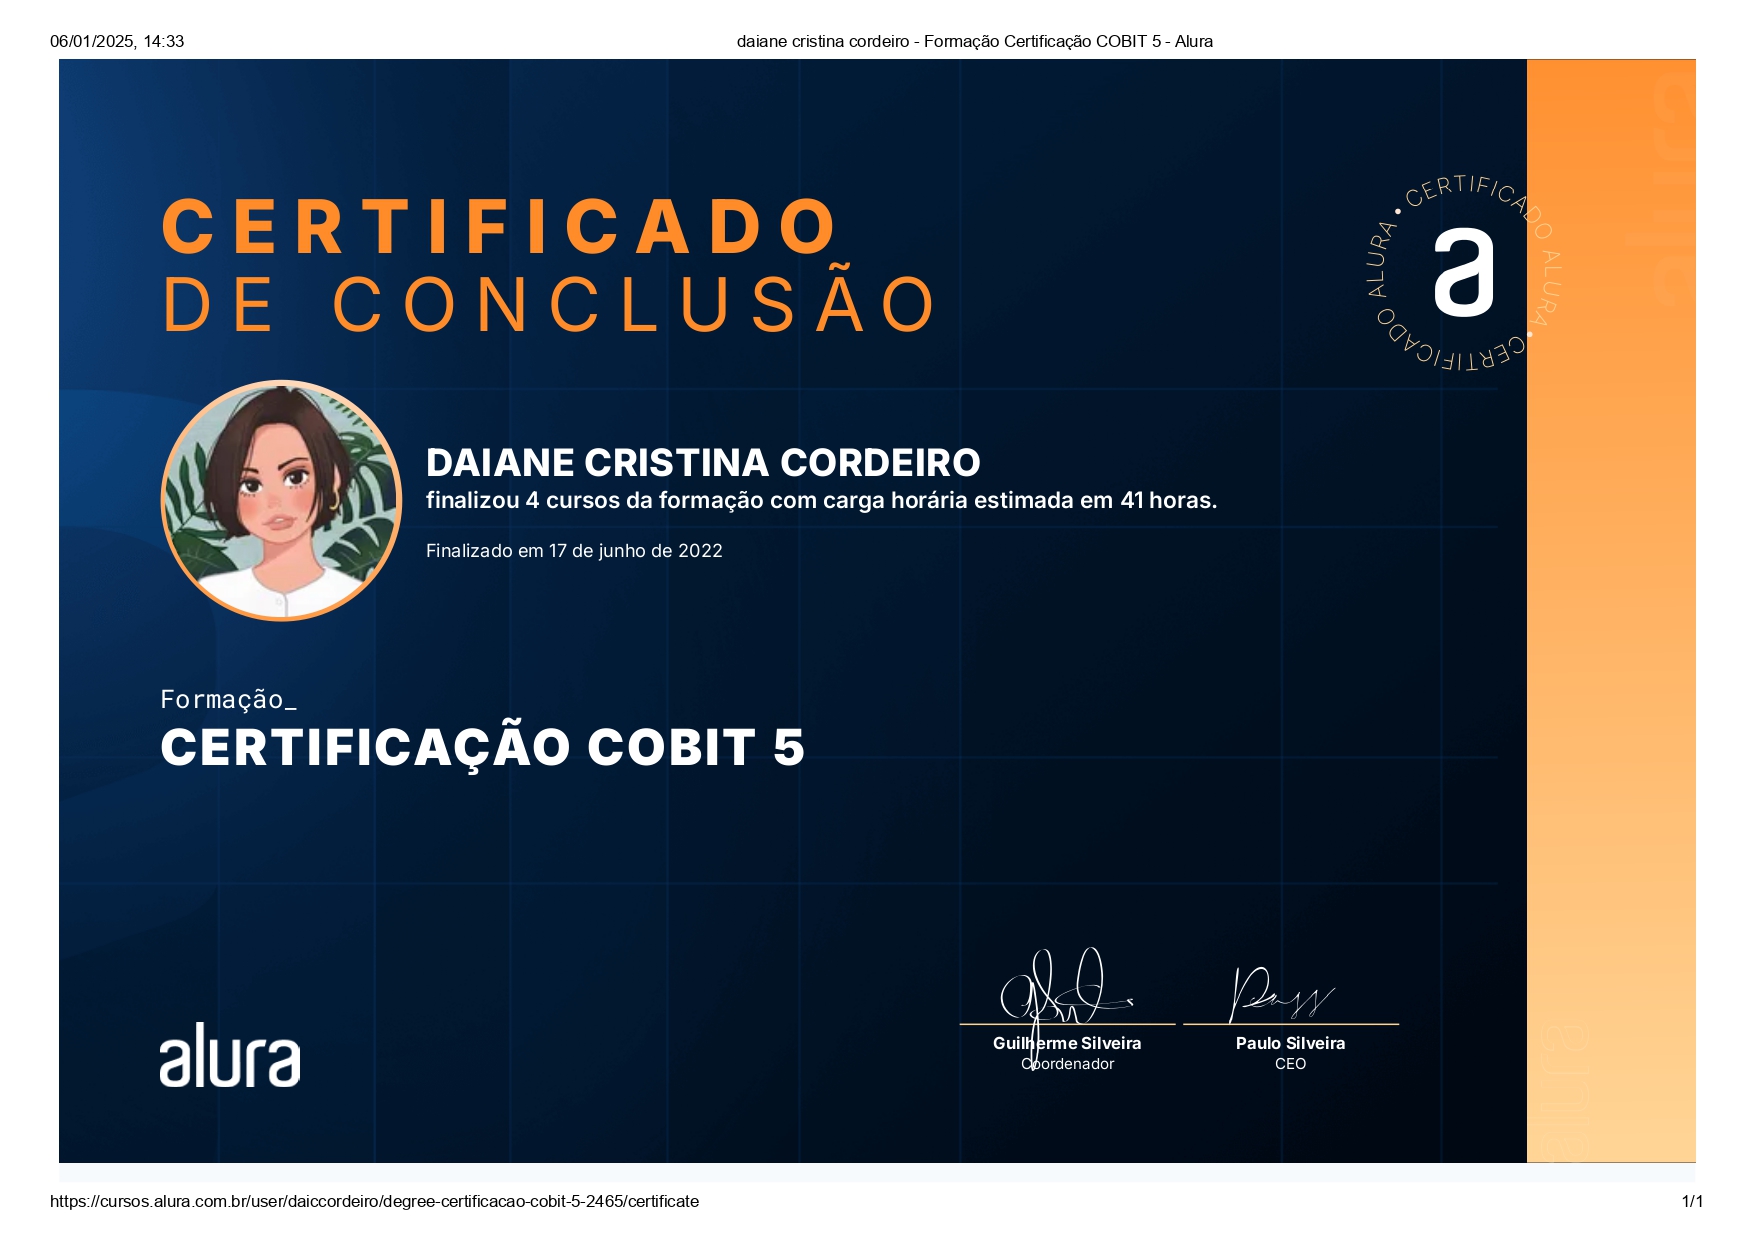 06/01/2025, 14:33
daiane cristina cordeiro - Formação Certificação COBIT 5 - Alura
CERTIFICADO
DE CONCLUSÃO
CERTIFICADO ALURA • CERTIFICADO ALURA •
a
DAIANE CRISTINA CORDEIRO
finalizou 4 cursos da formação com carga horária estimada em 41 horas.
Finalizado em 17 de junho de 2022
Formação_
CERTIFICAÇÃO COBIT 5
alura
Guilherme Silveira
Coordenador
Paulo Silveira
CEO
alura
alura
https://cursos.alura.com.br/user/daiccordeiro/degree-certificacao-cobit-5-2465/certificate
1/1